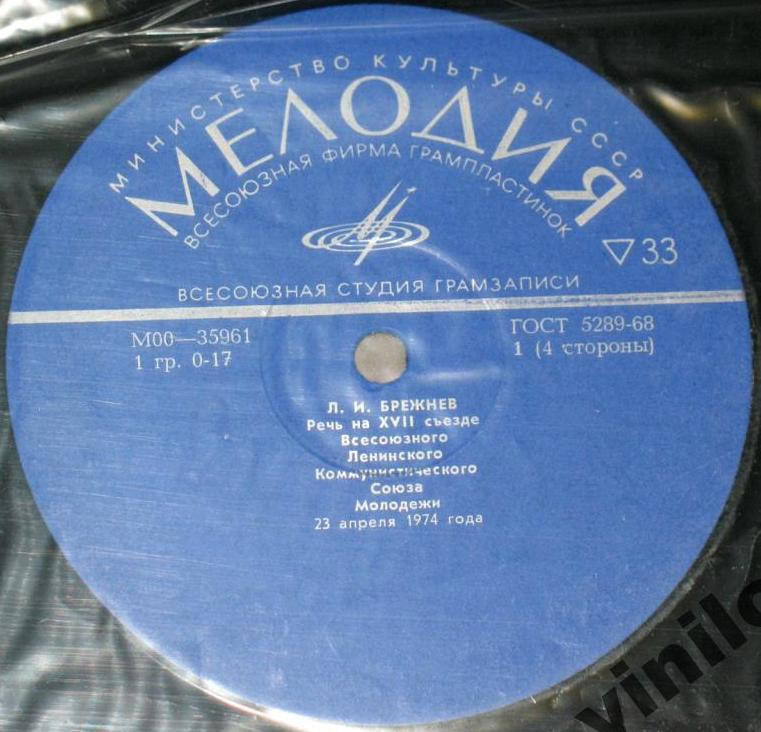 МИНИСТЕРСТВО КУЛЬТУРЫ СССР
МЕЛОДИЯ
ВСЕСОЮЗНАЯ ФИРМА ГРАМПЛАСТИНОК
▽33
ВСЕСОЮЗНАЯ СТУДИЯ ГРАМЗАПИСИ
М00—35961
1 гр. 0-17
ГОСТ 5289-68
1 (4 стороны)
Л. И. БРЕЖНЕВ
Речь на XVII съезде
Всесоюзного
Ленинского
Коммунистического
Союза
Молодежи
23 апреля 1974 года
vinilo